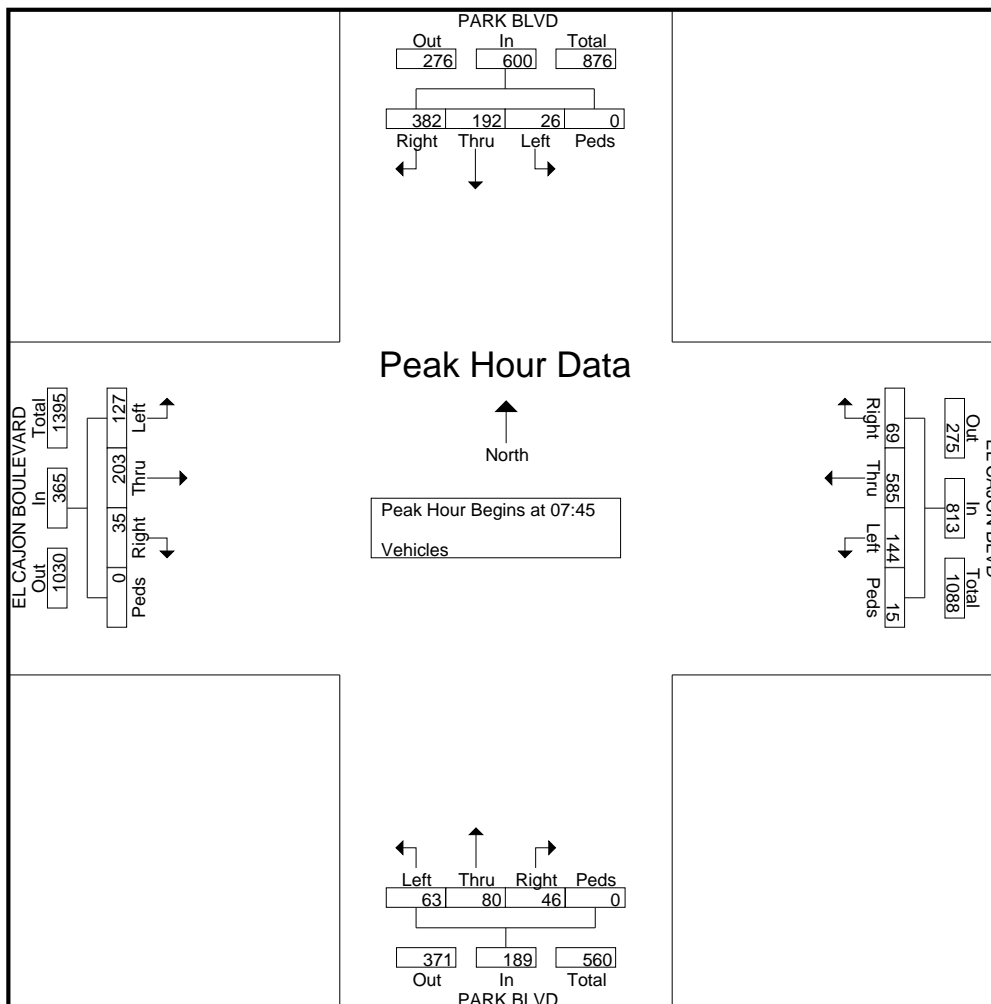 PARK BLVD
Out In Total
276 600 876
382 192 26 0
Right Thru Left Peds
Peak Hour Data
North
Peak Hour Begins at 07:45
Vehicles
EL CAJON BOULEVARD
Total In Out
1395 365 1030
127 203 35 0
Left Thru Right Peds
Right Thru Left Peds
69 585 144 15
Out In Total
275 813 1088
EL CAJON BLVD
Left Thru Right Peds
63 80 46 0
371 189 560
Out In Total
PARK BLVD